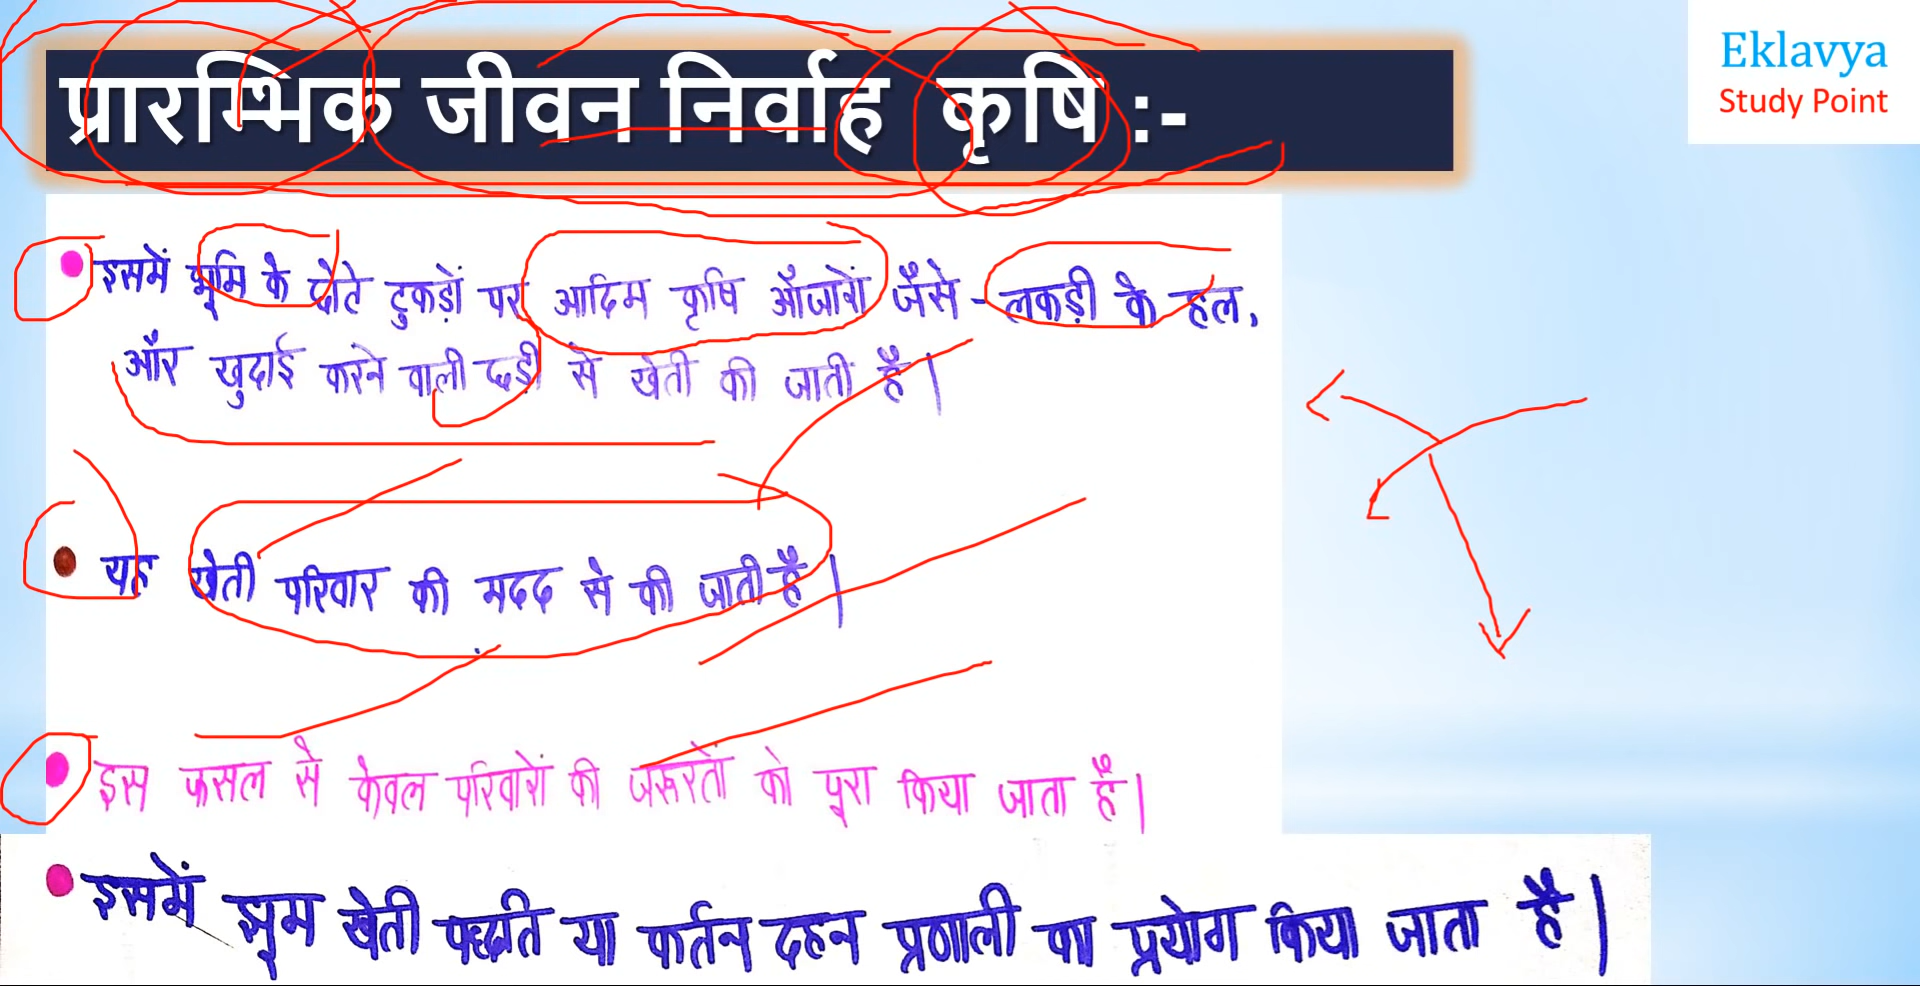 प्रारम्भिक जीवन निर्वाह कृषि :-
Eklavya
Study Point
इसमें भूमि के छोटे टुकड़ों पर आदिम कृषि औजारों जैसे - लकड़ी के हल,
और खुदाई करने वाली छड़ी से खेती की जाती है।
यह खेती परिवार की मदद से की जाती है।
इस फसल से केवल परिवारों की जरूरतों को पूरा किया जाता है।
इसमें झुम खेती पद्धति या कर्तन दहन प्रणाली का प्रयोग किया जाता है।